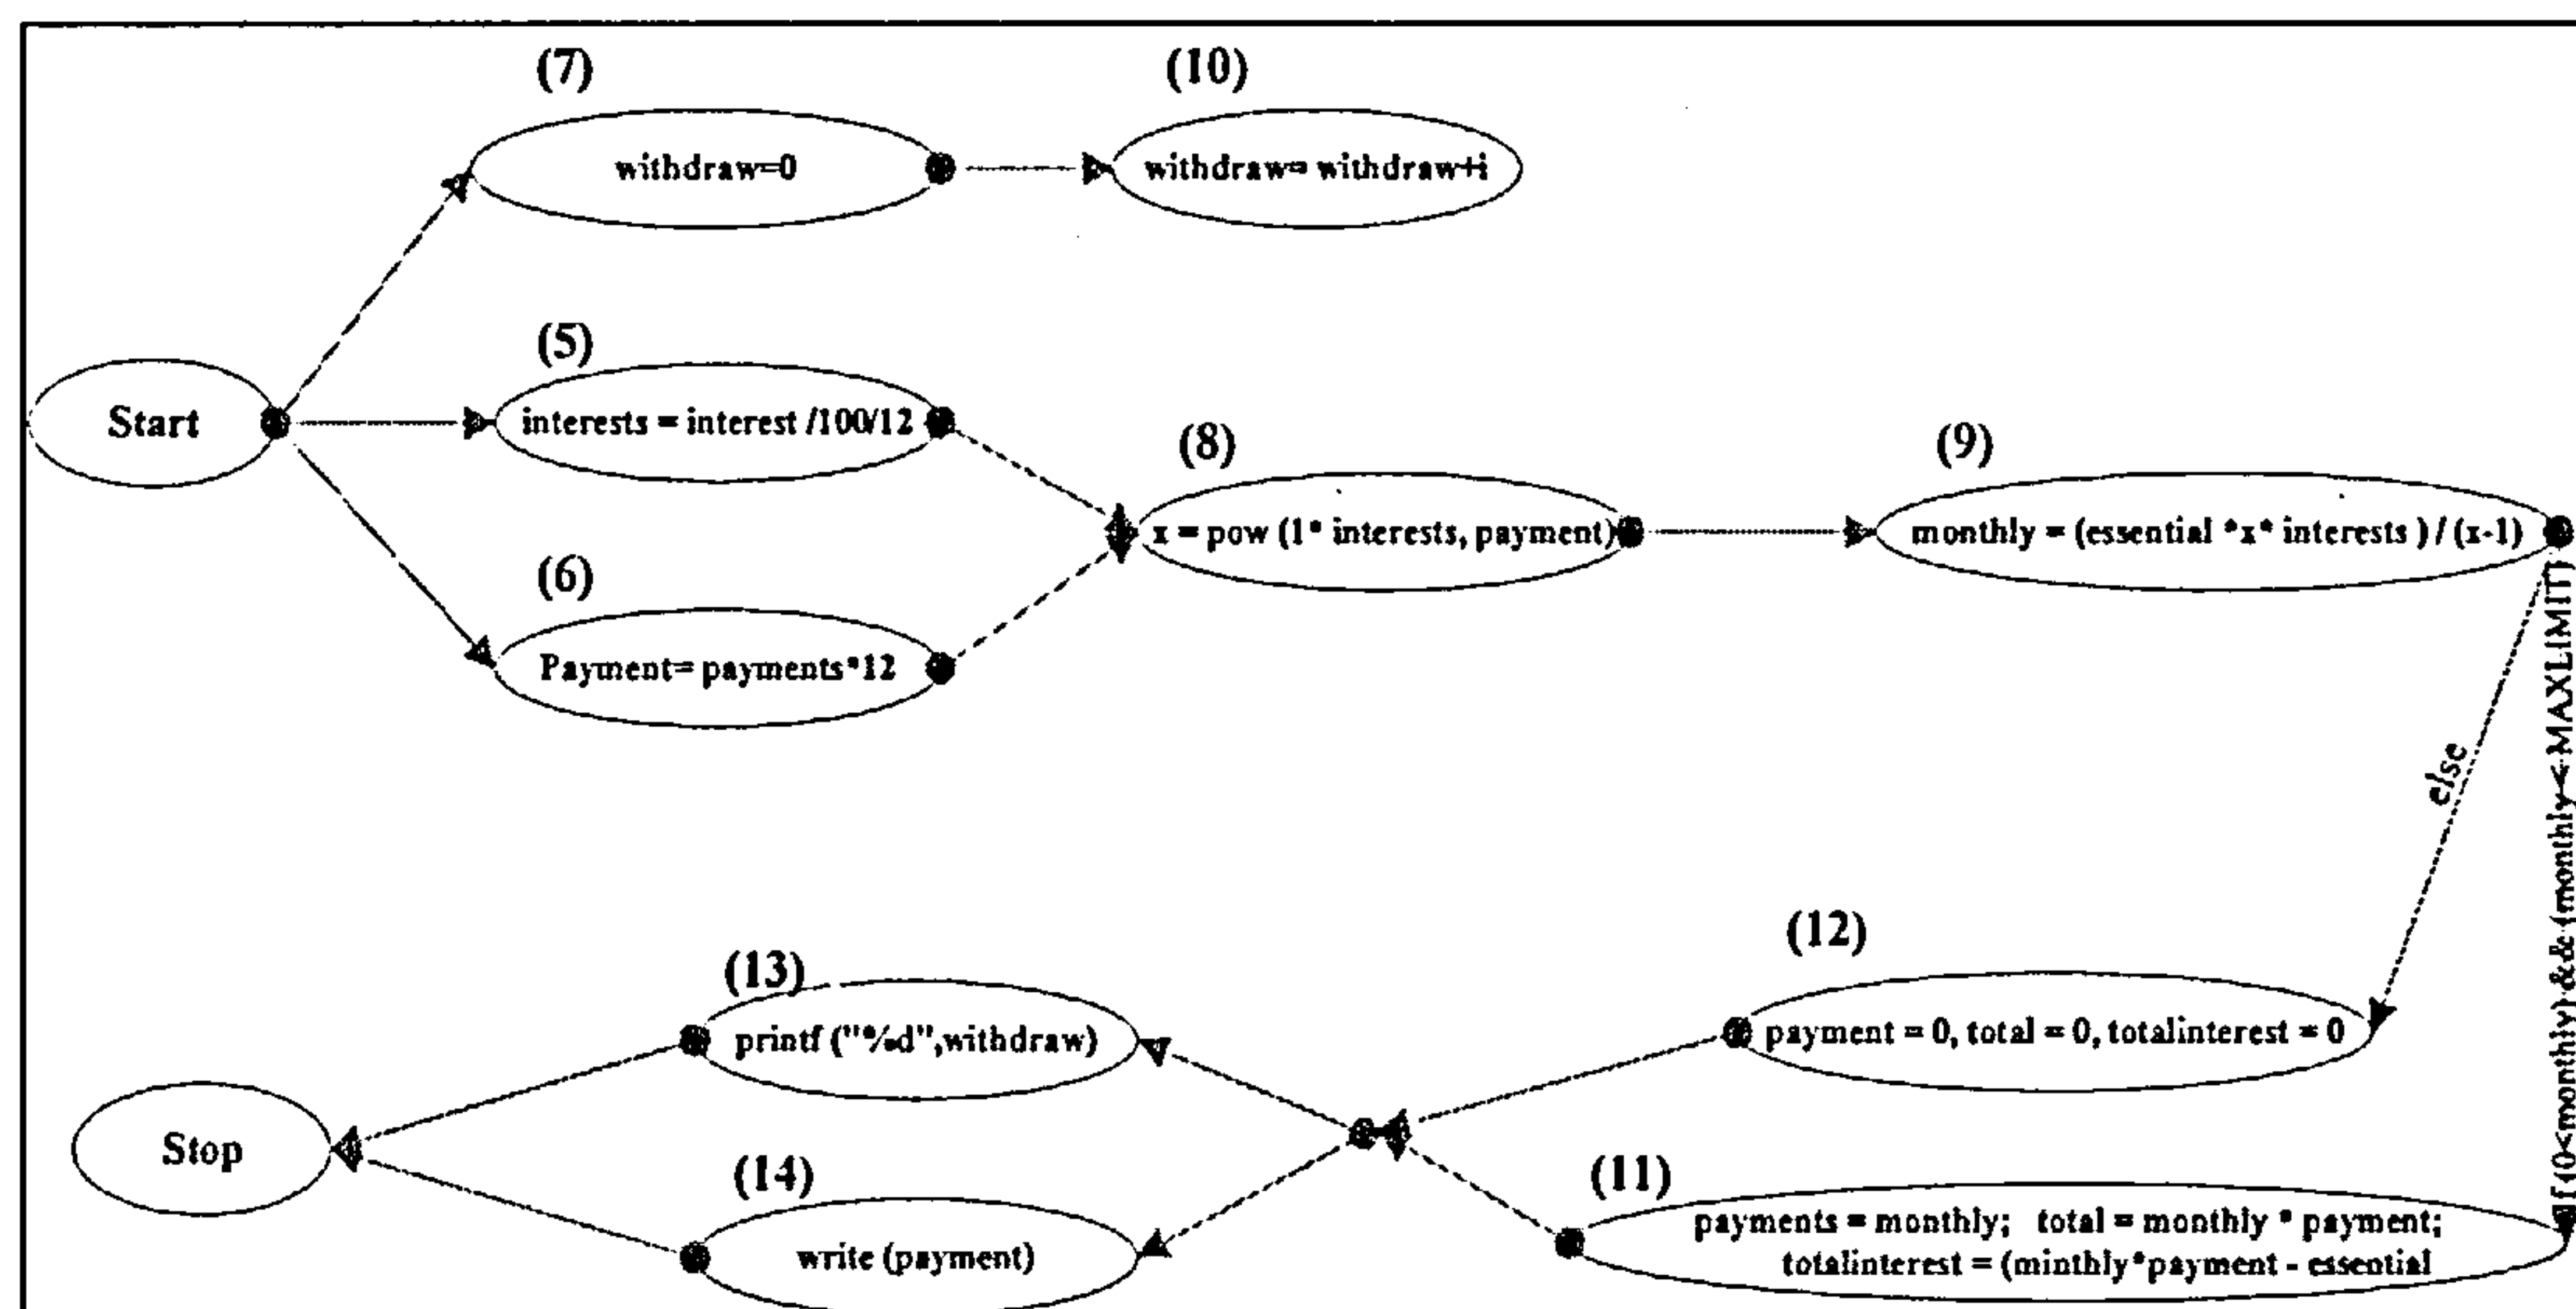 (7)
(10)
withdraw=0
withdraw= withdraw+i
(5)
Start
interests = interest /100/12
(8)
(9)
x = pow (1* interests, payment)
monthly = (essential *x* interests ) / (x-1)
(6)
Payment= payments*12
else
If (0<monthly) && (monthly< MAXLIMIT)
(12)
(13)
payment = 0, total = 0, totalinterest = 0
printf ("%d",withdraw)
Stop
(14)
(11)
write (payment)
payments = monthly; total = monthly * payment;
totalinterest = (minthly*payment - essential